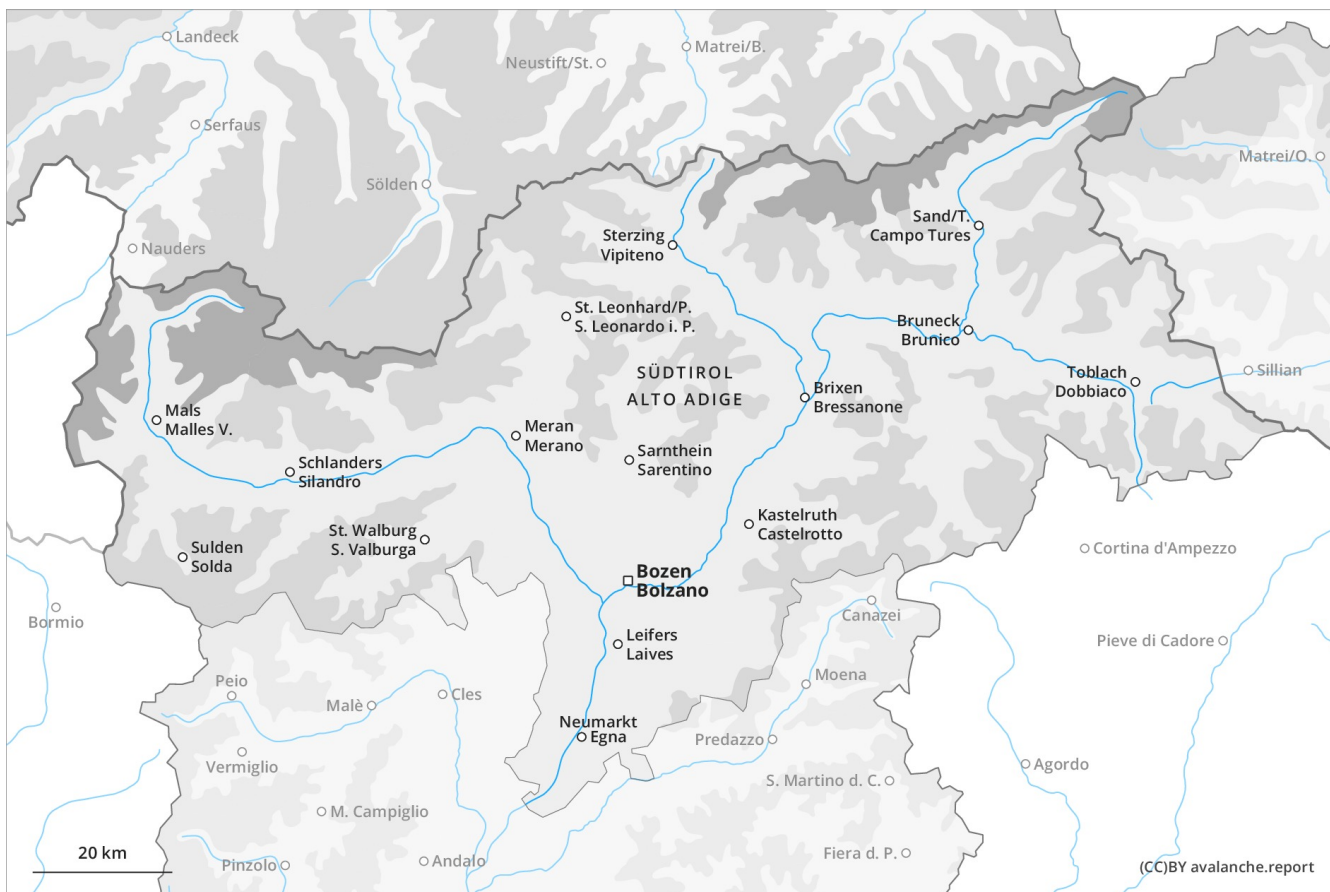 Landeck
Matrei/B.
Neustift/St.
Serfaus
Matrei/O.
Sölden
Sand/T.
Campo Tures
Sterzing
Vipiteno
Nauders
St. Leonhard/P.
S. Leonardo i. P.
Bruneck
Brunico
SÜDTIROL
ALTO ADIGE
Toblach
Dobbiaco
Sillian
Brixen
Bressanone
Mals
Malles V.
Meran
Merano
Sarnthein
Sarentino
Schlanders
Silandro
Kastelruth
Castelrotto
St. Walburg
S. Valburga
Sulden
Solda
Cortina d'Ampezzo
Bozen
Bolzano
Bormio
Canazei
Leifers
Laives
Pieve di Cadore
Moena
Peio
Malè
Cles
Neumarkt
Egna
Predazzo
Vermiglio
Agordo
S. Martino d. C.
M. Campiglio
20 km
Pinzolo
Andalo
Fiera d. P.
(CC)BY avalanche.report